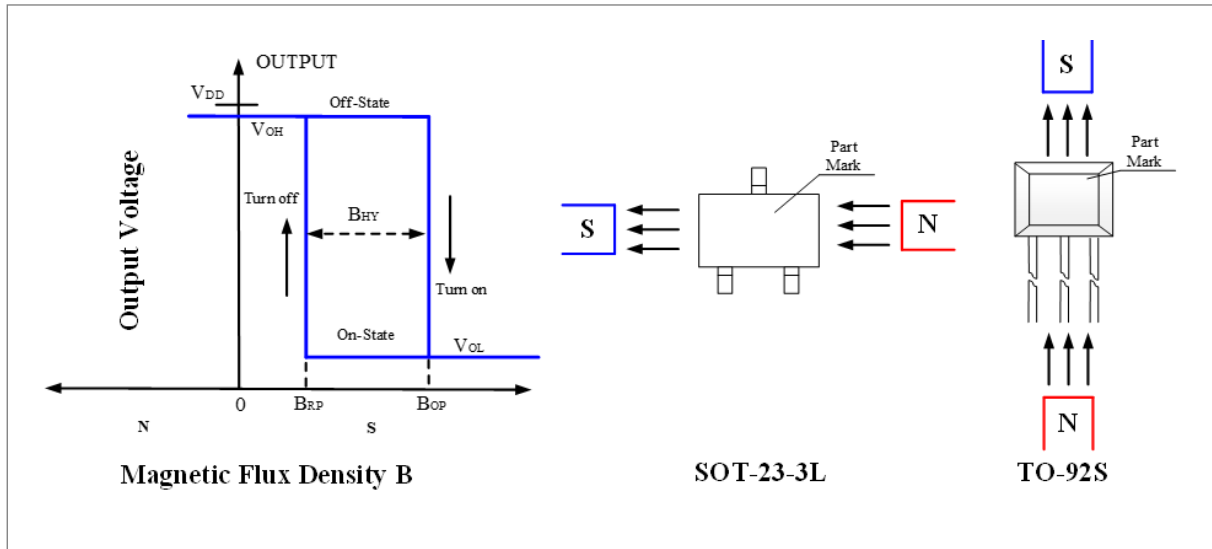 OUTPUT
VDD
Off-State
VOH
Turn off
BHY
Turn on
On-State
VOL
Output Voltage
0
BRP
BOP
N
S
Magnetic Flux Density B
Part
Mark
S
N
SOT-23-3L
S
Part
Mark
N
TO-92S